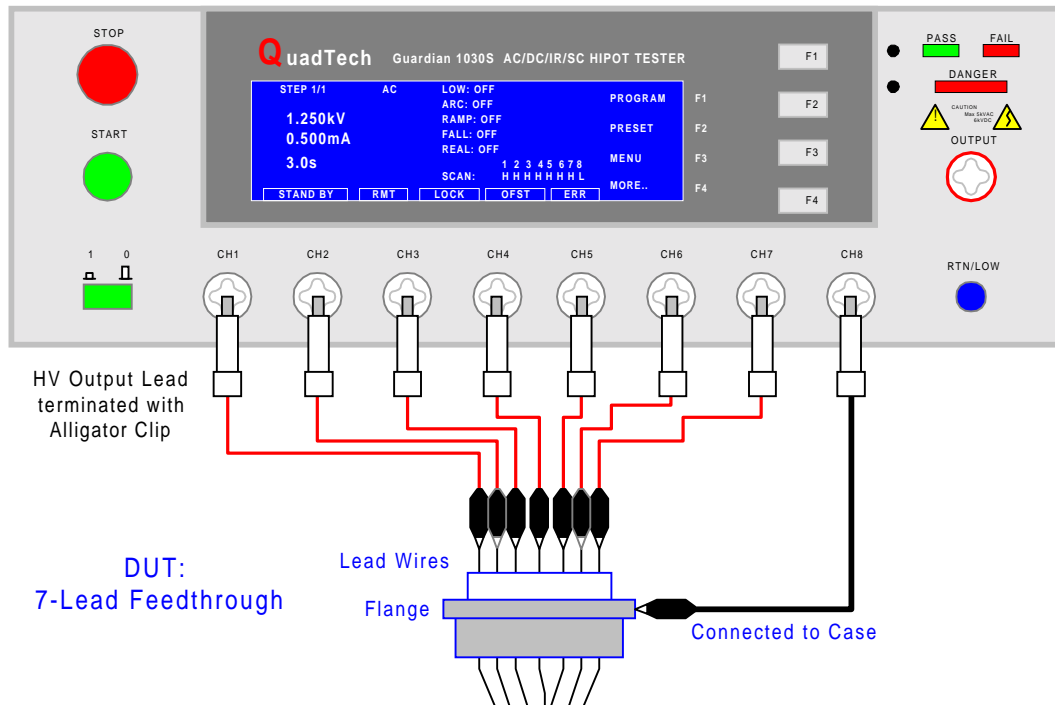 STOP
START
1 0
QuadTech Guardian 1030S AC/DC/IR/SC HIPOT TESTER
STEP 1/1 AC LOW: OFF
ARC: OFF
1.250kV RAMP: OFF
0.500mA FALL: OFF
REAL: OFF
3.0s
1 2 3 4 5 6 7 8
SCAN: H H H H H H H L
STAND BY RMT LOCK OFST ERR
PROGRAM F1
PRESET F2
MENU F3
MORE.. F4
F1
F2
F3
F4
PASS FAIL
DANGER
CAUTION
Max 5kVAC
6kVDC
OUTPUT
RTN/LOW
CH1 CH2 CH3 CH4 CH5 CH6 CH7 CH8
HV Output Lead
terminated with
Alligator Clip
DUT:
7-Lead Feedthrough
Lead Wires
Flange
Connected to Case